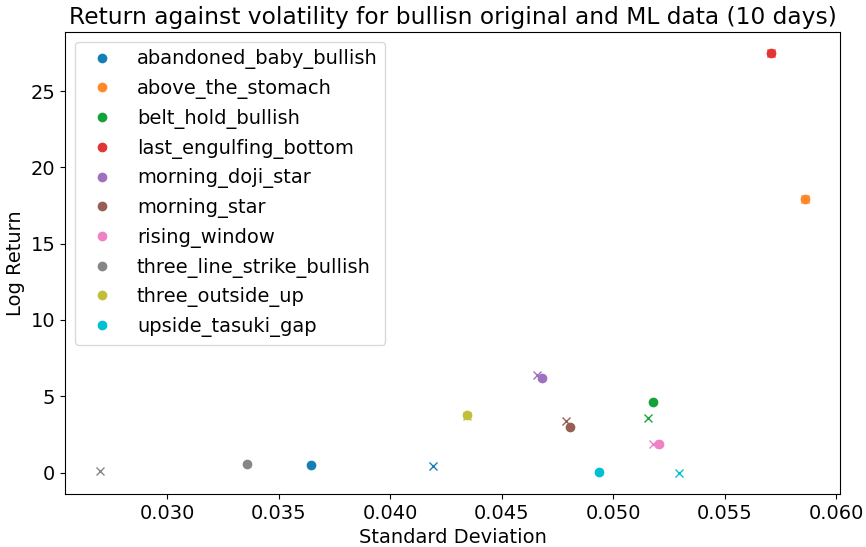 Return against volatility for bullisn original and ML data (10 days)
abandoned_baby_bullish
above_the_stomach
belt_hold_bullish
last_engulfing_bottom
morning_doji_star
morning_star
rising_window
three_line_strike_bullish
three_outside_up
upside_tasuki_gap
Log Return
25
20
15
10
5
0
0.030 0.035 0.040 0.045 0.050 0.055 0.060
Standard Deviation